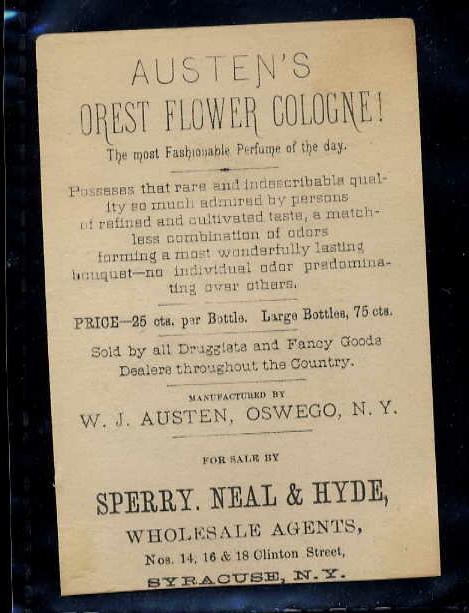 AUSTEN'S
OREST FLOWER COLOGNE!
The most Fashionable Perfume of the day.
Possesses that rare and indescribable qual-
ity so much admired by persons
of refined and cultivated taste, a match-
less combination of odors
forming a most wonderfully lasting
bouquet—no individual odor predomina-
ting over others.
PRICE—25 cts. per Bottle. Large Bottles, 75 cts.
Sold by all Druggists and Fancy Goods
Dealers throughout the Country.
MANUFACTURED BY
W. J. AUSTEN, OSWEGO, N. Y.
FOR SALE BY
SPERRY. NEAL & HYDE,
WHOLESALE AGENTS,
Nos. 14, 16 & 18 Clinton Street,
SYRACUSE, N.Y.